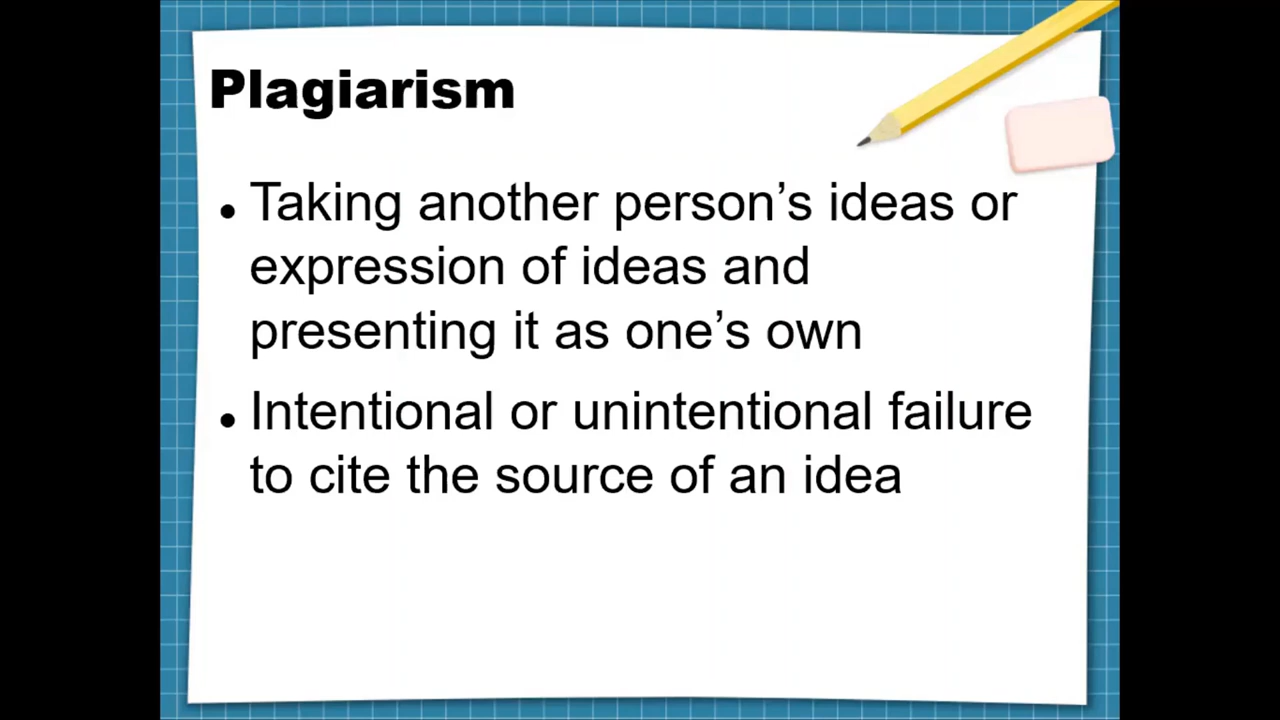 Plagiarism
• Taking another person’s ideas or
expression of ideas and
presenting it as one’s own
• Intentional or unintentional failure
to cite the source of an idea